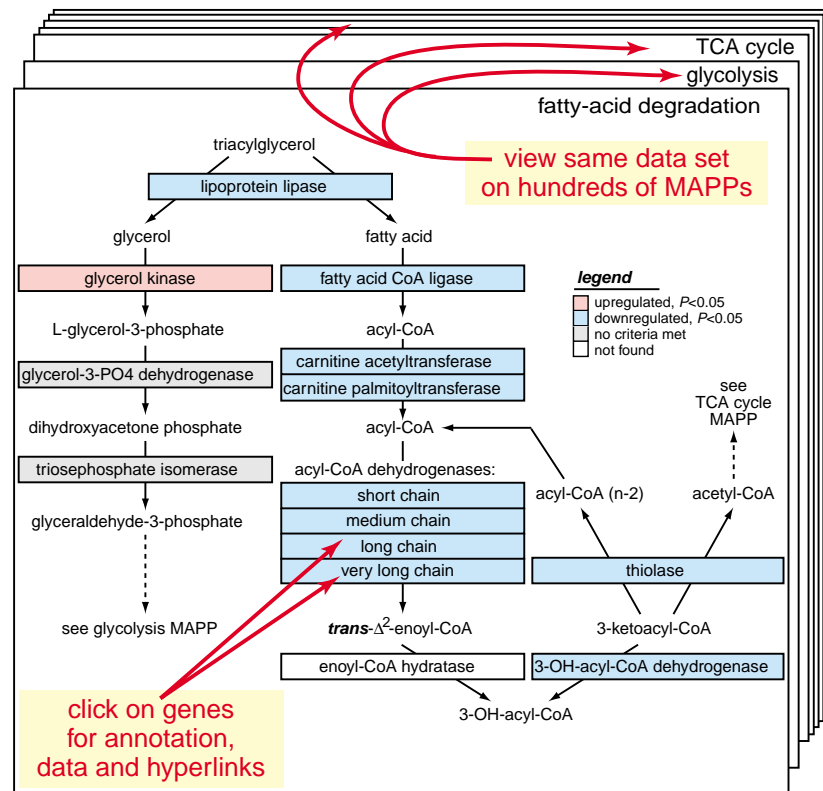 TCA cycle
glycolysis
fatty-acid degradation
triacylglycerol
view same data set
on hundreds of MAPPs
lipoprotein lipase
glycerol
fatty acid
glycerol kinase
fatty acid CoA ligase
legend
upregulated, P<0.05
downregulated, P<0.05
no criteria met
not found
L-glycerol-3-phosphate
acyl-CoA
glycerol-3-PO4 dehydrogenase
carnitine acetyltransferase
carnitine palmitoyltransferase
see
TCA cycle
MAPP
dihydroxyacetone phosphate
acyl-CoA
triosephosphate isomerase
acyl-CoA dehydrogenases:
short chain
medium chain
long chain
very long chain
acyl-CoA (n-2)
acetyl-CoA
glyceraldehyde-3-phosphate
thiolase
see glycolysis MAPP
trans-Δ²-enoyl-CoA
3-ketoacyl-CoA
enoyl-CoA hydratase
3-OH-acyl-CoA dehydrogenase
3-OH-acyl-CoA
click on genes
for annotation,
data and hyperlinks